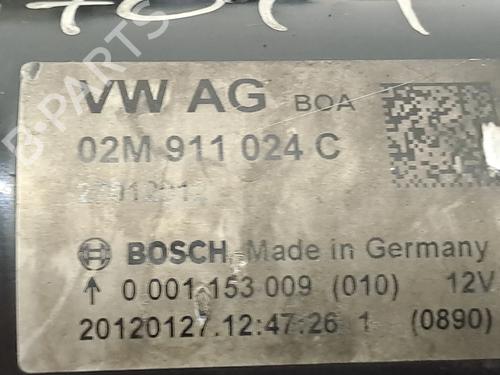 VW AG BOA
02M 911 024 C
BOSCH Made in Germany
↑ 0 001 153 009 (010) 12V
20120127.12:47:26 1 (0890)
B-PARTS